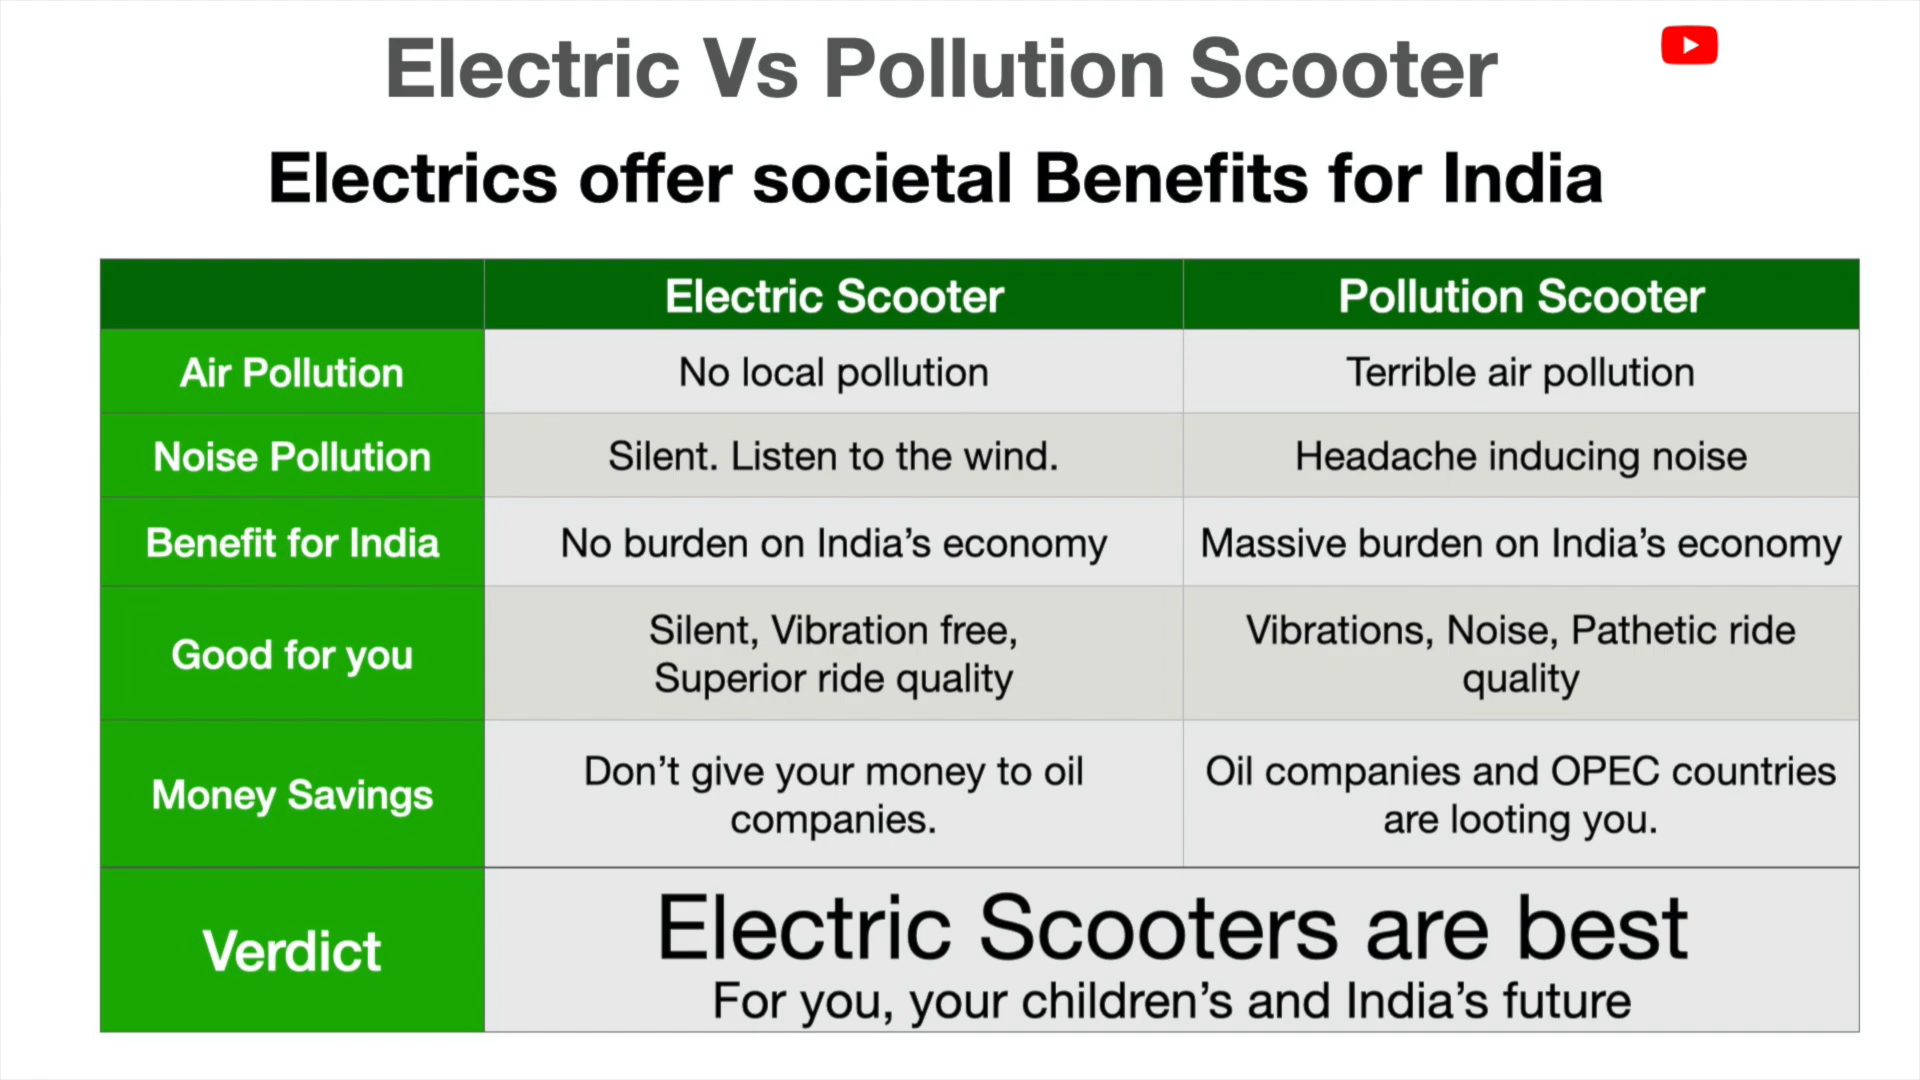 Electric Vs Pollution Scooter
Electrics offer societal Benefits for India
Electric Scooter Pollution Scooter
Air Pollution No local pollution Terrible air pollution
Noise Pollution Silent. Listen to the wind. Headache inducing noise
Benefit for India No burden on India’s economy Massive burden on India’s economy
Good for you
Silent, Vibration free,
Superior ride quality
Vibrations, Noise, Pathetic ride
quality
Money Savings
Don’t give your money to oil
companies.
Oil companies and OPEC countries
are looting you.
Verdict
Electric Scooters are best
For you, your children’s and India’s future